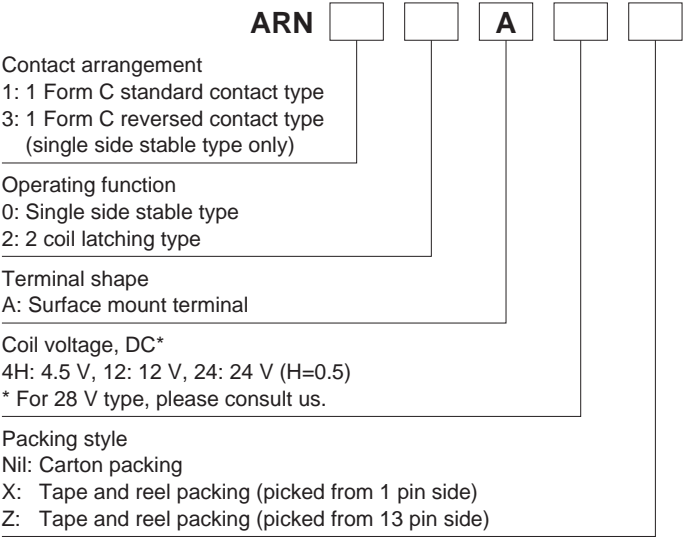 ARN A
Contact arrangement
1: 1 Form C standard contact type
3: 1 Form C reversed contact type
(single side stable type only)
Operating function
0: Single side stable type
2: 2 coil latching type
Terminal shape
A: Surface mount terminal
Coil voltage, DC*
4H: 4.5 V, 12: 12 V, 24: 24 V (H=0.5)
* For 28 V type, please consult us.
Packing style
Nil: Carton packing
X: Tape and reel packing (picked from 1 pin side)
Z: Tape and reel packing (picked from 13 pin side)